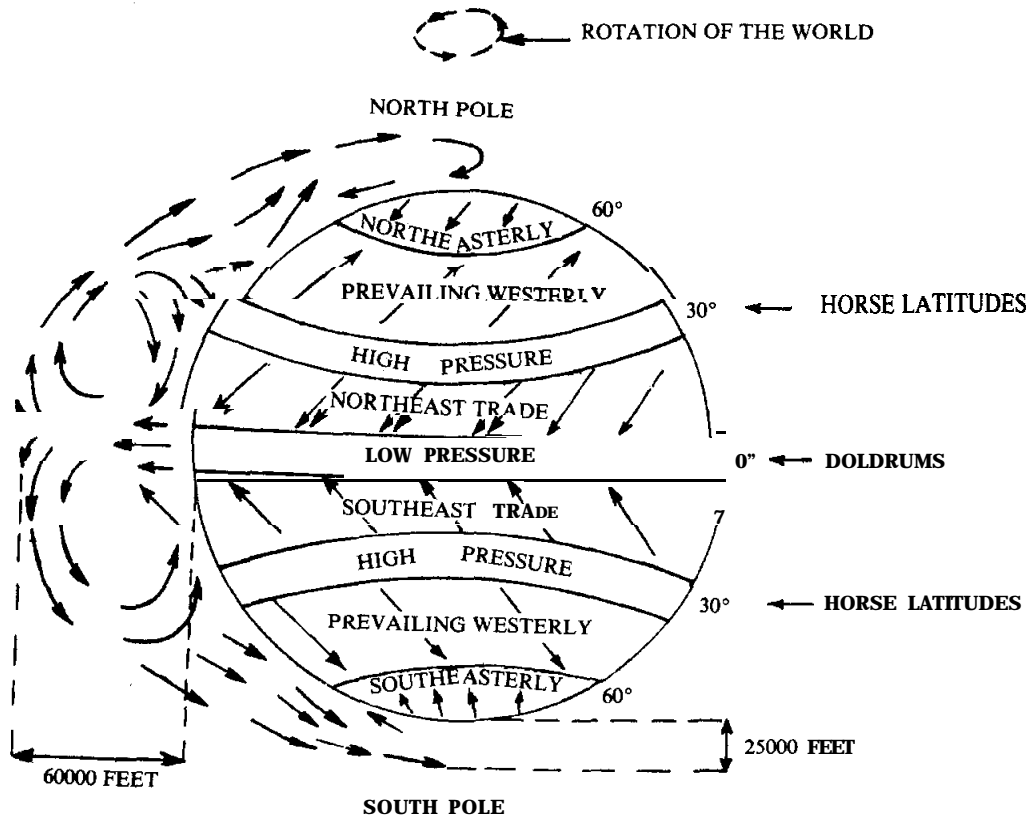 ROTATION OF THE WORLD
NORTH POLE
60°
NORTHEASTERLY
PREVAILING WESTERLY
30°
HORSE LATITUDES
HIGH PRESSURE
NORTHEAST TRADE
LOW PRESSURE
0"
DOLDRUMS
SOUTHEAST TRADE
7
HIGH PRESSURE
30°
HORSE LATITUDES
PREVAILING WESTERLY
SOUTHEASTERLY
60°
25000 FEET
60000 FEET
SOUTH POLE